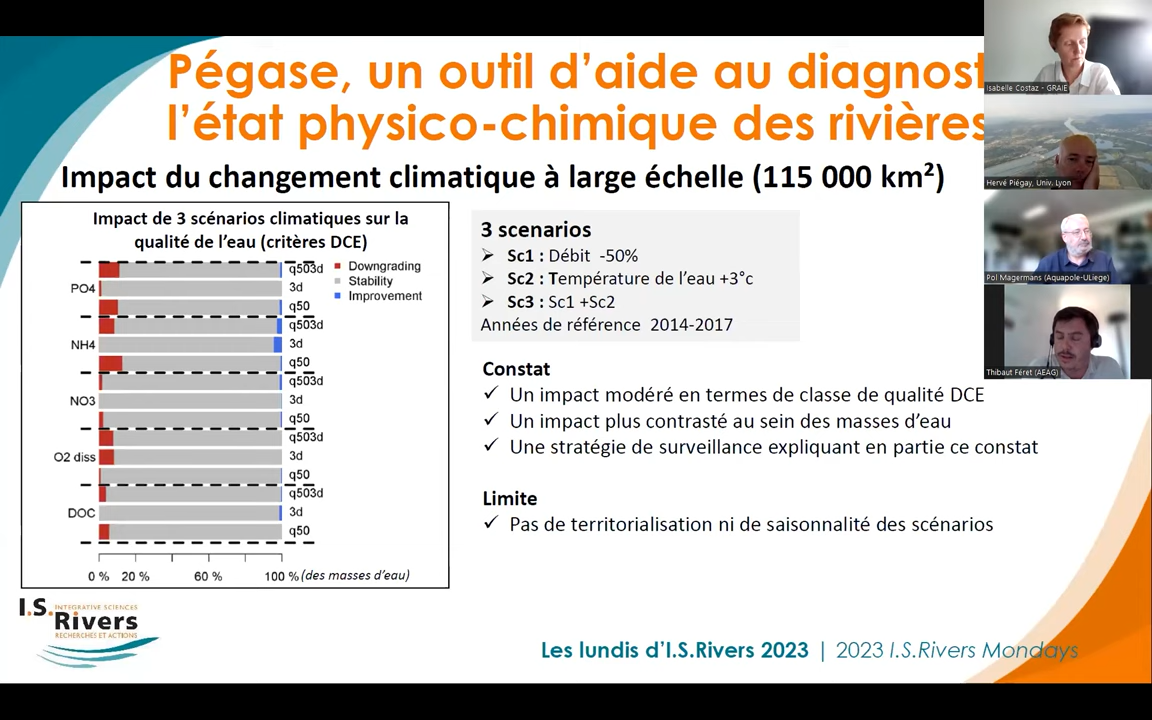 Pégase, un outil d'aide au diagnost
l'état physico-chimique des rivières
Impact du changement climatique à large échelle (115 000 km²)
Impact de 3 scénarios climatiques sur la
qualité de l'eau (critères DCE)
Downgrading
Stability
Improvement
q503d
PO4 3d
q50
q503d
NH4 3d
q50
q503d
NO3 3d
q50
q503d
O2 diss 3d
q50
q503d
DOC 3d
q50
0 % 20 % 60 % 100 % (des masses d'eau)
3 scenarios
➢ Sc1 : Débit -50%
➢ Sc2 : Température de l'eau +3°c
➢ Sc3 : Sc1 +Sc2
Années de référence 2014-2017
Constat
✓ Un impact modéré en termes de classe de qualité DCE
✓ Un impact plus contrasté au sein des masses d'eau
✓ Une stratégie de surveillance expliquant en partie ce constat
Limite
✓ Pas de territorialisation ni de saisonnalité des scénarios
I.S. INTEGRATIVE SCIENCES
Rivers
RECHERCHES ET ACTIONS
Les lundis d'I.S.Rivers 2023 | 2023 I.S.Rivers Mondays
Isabelle Costaz - GRAIE
Hervé Piégay, Univ. Lyon
Pol Magermans (Aquapole-ULiege)
Thibaut Féret (AEAG)